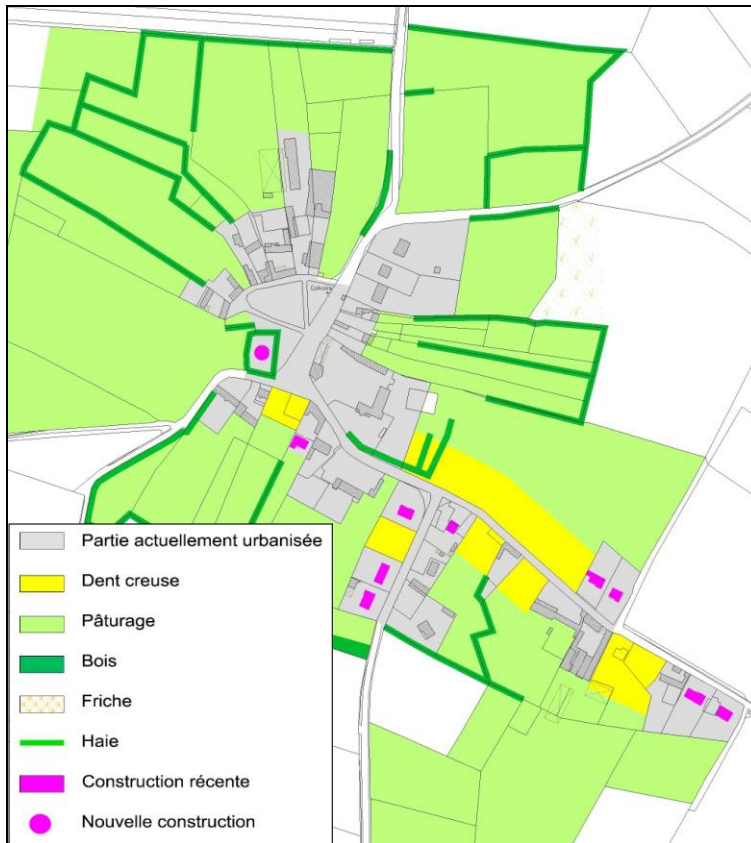 Calvaire
Partie actuellement urbanisée
Dent creuse
Pâturage
Bois
Friche
Haie
Construction récente
Nouvelle construction